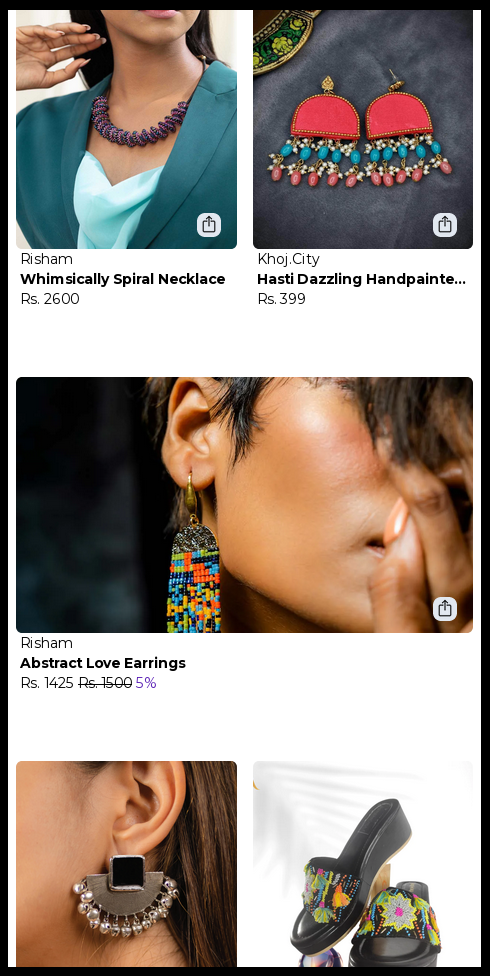 Risham
Whimsically Spiral Necklace
Rs. 2600
Khoj.City
Hasti Dazzling Handpainte...
Rs. 399
Risham
Abstract Love Earrings
Rs. 1425 Rs. 1500 5%